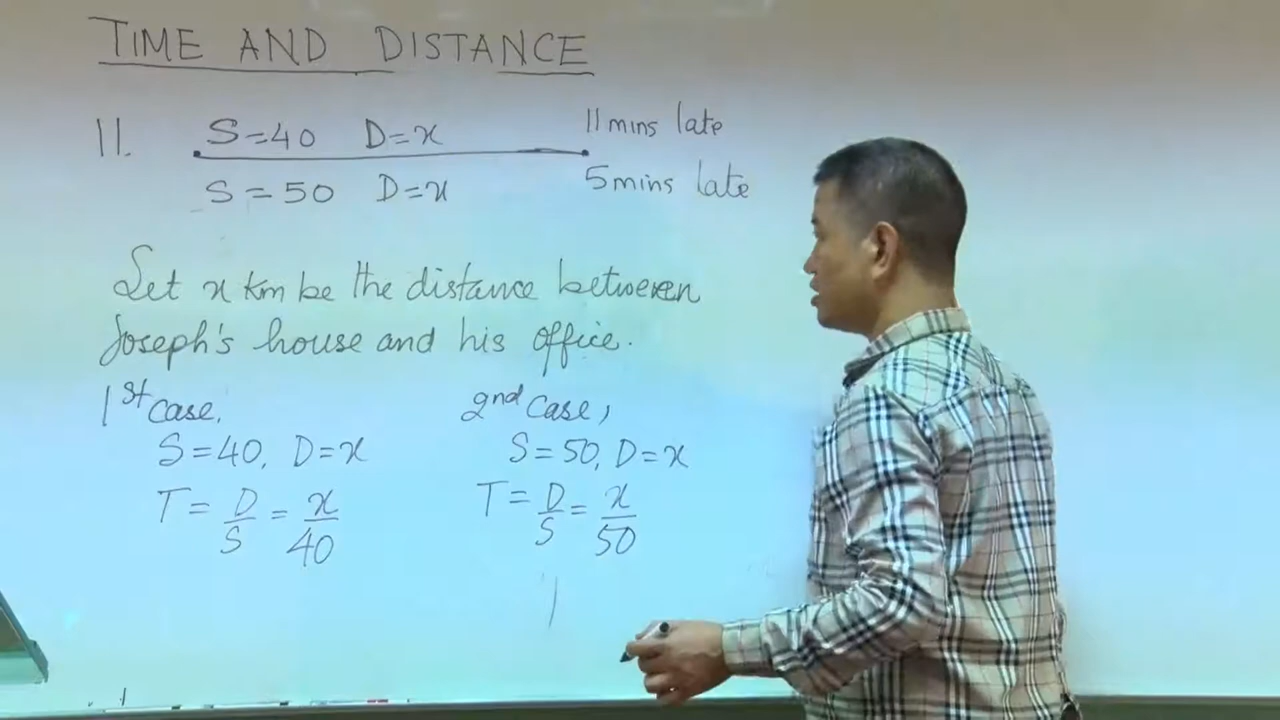 TIME AND DISTANCE
11. S=40 D=x 11 mins late
S=50 D=x 5 mins late
Let x km be the distance between
Joseph's house and his office.
1st case, 2nd case,
S=40, D=x S=50, D=x
T = D/S = x/40 T = D/S = x/50